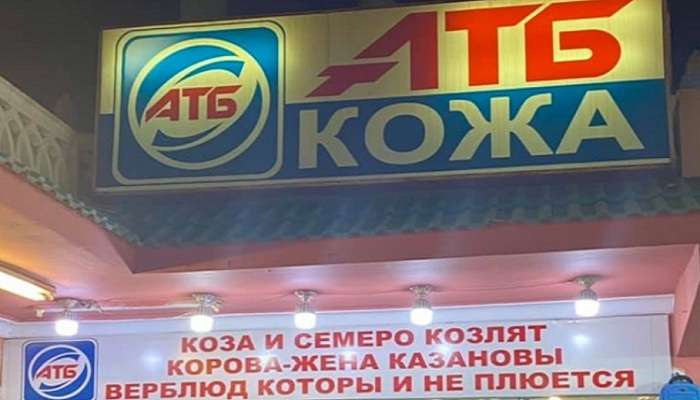 АТБ
АТБ
КОЖА
КОЗА И СЕМЕРО КОЗЛЯТ
КОРОВА-ЖЕНА КАЗАНОВЫ
ВЕРБЛЮД КОТОРЫ И НЕ ПЛЮЕТСЯ
АТБ